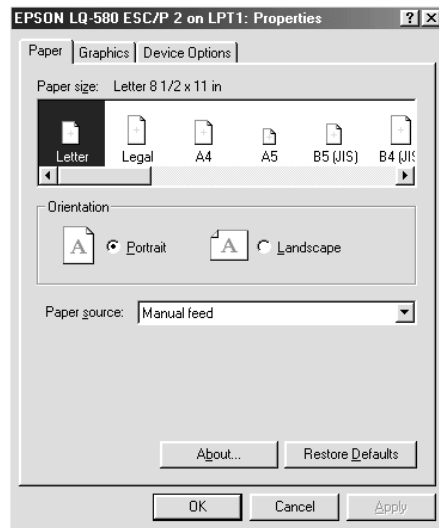 EPSON LQ-580 ESC/P 2 on LPT1: Properties
Paper Graphics Device Options
Paper size: Letter 8 1/2 x 11 in
Letter Legal A4 A5 B5 (JIS) B4 (JIS
Orientation
A Portrait A Landscape
Paper source: Manual feed
About... Restore Defaults
OK Cancel Apply